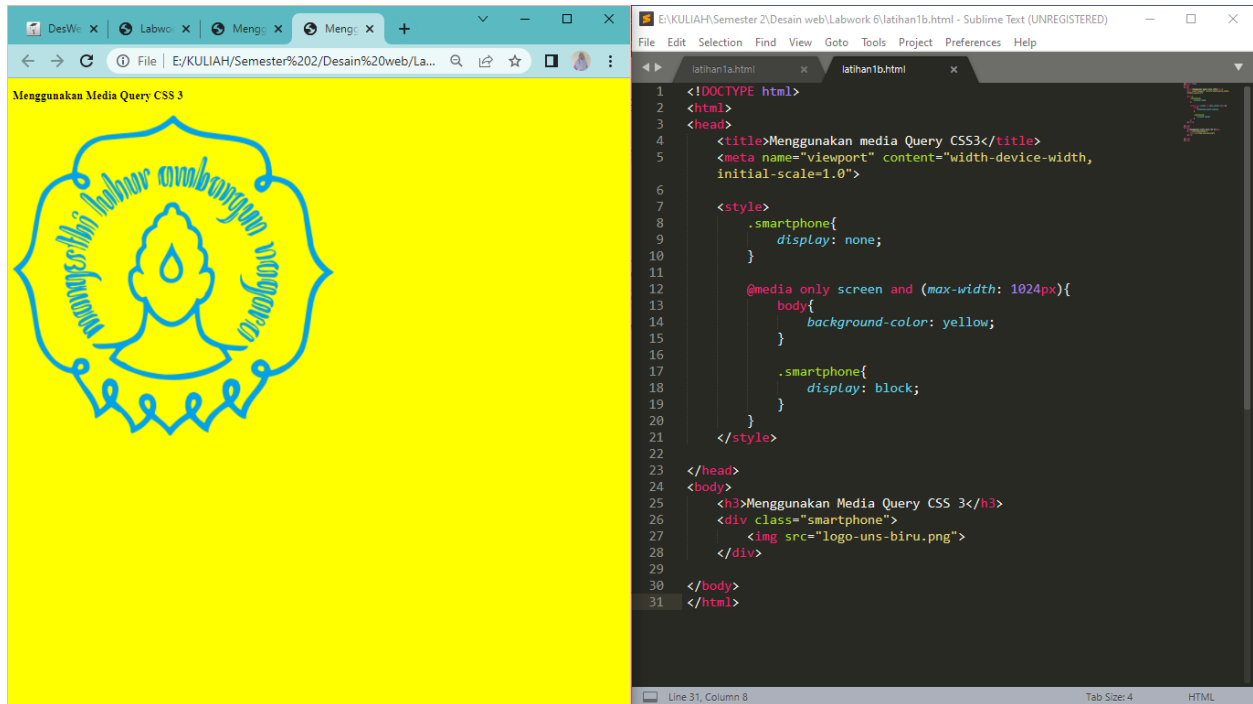 DesWe
Labwo
Mengg
Mengg
File
E:/KULIAH/Semester%202/Desain%20web/La...
Menggunakan Media Query CSS 3
mangesthi luhur ambangun nagara
E:\KULIAH\Semester 2\Desain web\Labwork 6\latihan1b.html - Sublime Text (UNREGISTERED)
File Edit Selection Find View Goto Tools Project Preferences Help
latihan1a.html
latihan1b.html
1 <!DOCTYPE html>
2 <html>
3 <head>
4 <title>Menggunakan media Query CSS3</title>
5 <meta name="viewport" content="width-device-width,
initial-scale=1.0">
6
7 <style>
8 .smartphone{
9 display: none;
10 }
11
12 @media only screen and (max-width: 1024px){
13 body{
14 background-color: yellow;
15 }
16
17 .smartphone{
18 display: block;
19 }
20 }
21 </style>
22
23 </head>
24 <body>
25 <h3>Menggunakan Media Query CSS 3</h3>
26 <div class="smartphone">
27 <img src="logo-uns-biru.png">
28 </div>
29
30 </body>
31 </html>
Line 31, Column 8
Tab Size: 4
HTML